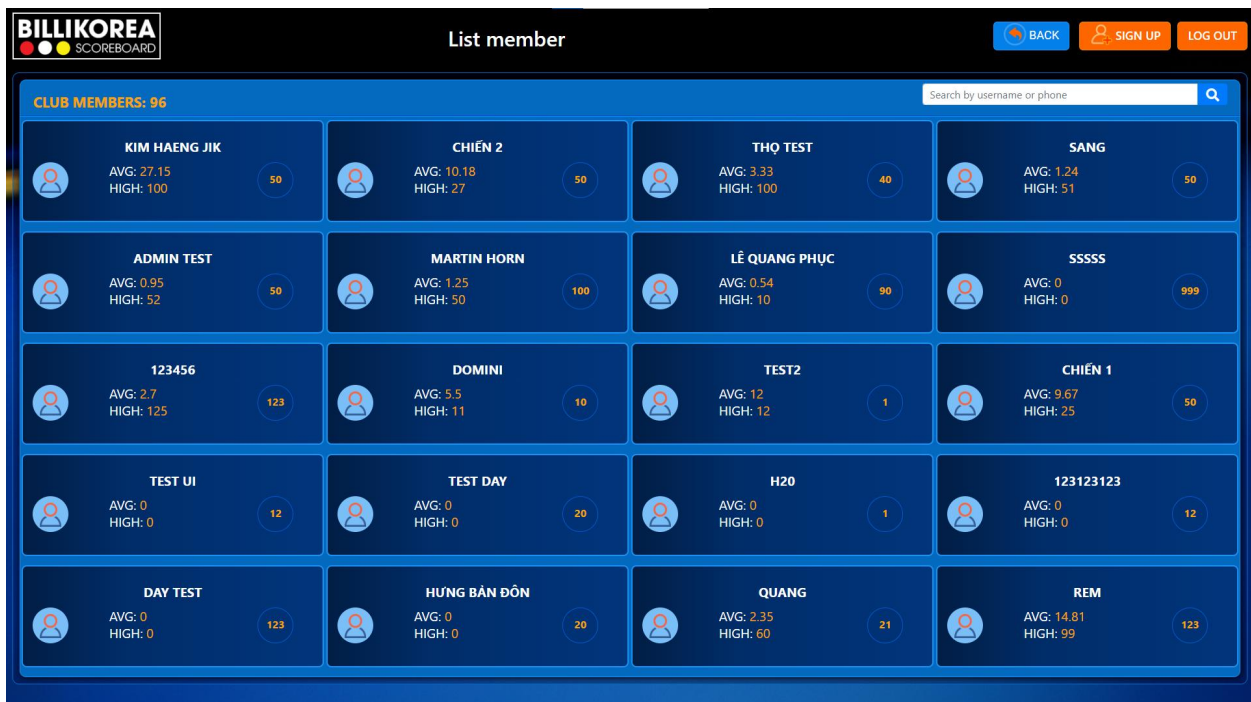 BILLIKOREA
SCOREBOARD
List member
BACK
SIGN UP
LOG OUT
CLUB MEMBERS: 96
Search by username or phone
KIM HAENG JIK
AVG: 27.15
HIGH: 100
50
CHIẾN 2
AVG: 10.18
HIGH: 27
50
THỌ TEST
AVG: 3.33
HIGH: 100
40
SANG
AVG: 1.24
HIGH: 51
50
ADMIN TEST
AVG: 0.95
HIGH: 52
50
MARTIN HORN
AVG: 1.25
HIGH: 50
100
LÊ QUANG PHỤC
AVG: 0.54
HIGH: 10
90
SSSSS
AVG: 0
HIGH: 0
999
123456
AVG: 2.7
HIGH: 125
123
DOMINI
AVG: 5.5
HIGH: 11
10
TEST2
AVG: 12
HIGH: 12
1
CHIẾN 1
AVG: 9.67
HIGH: 25
50
TEST UI
AVG: 0
HIGH: 0
12
TEST DAY
AVG: 0
HIGH: 0
20
H20
AVG: 0
HIGH: 0
1
123123123
AVG: 0
HIGH: 0
12
DAY TEST
AVG: 0
HIGH: 0
123
HƯNG BẢN ĐÔN
AVG: 0
HIGH: 0
20
QUANG
AVG: 2.35
HIGH: 60
21
REM
AVG: 14.81
HIGH: 99
123